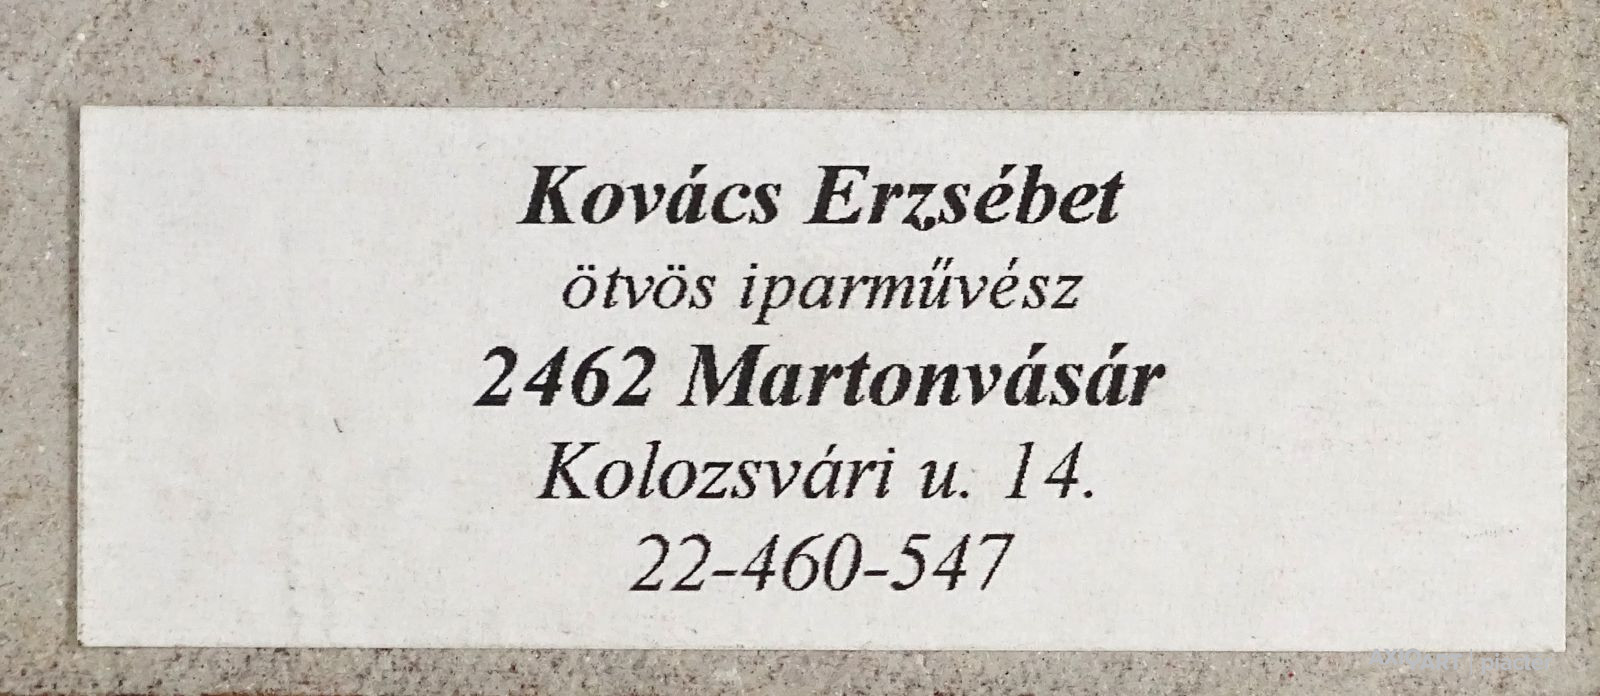 Kovács Erzsébet
ötvös iparművész
2462 Martonvásár
Kolozsvári u. 14.
22-460-547